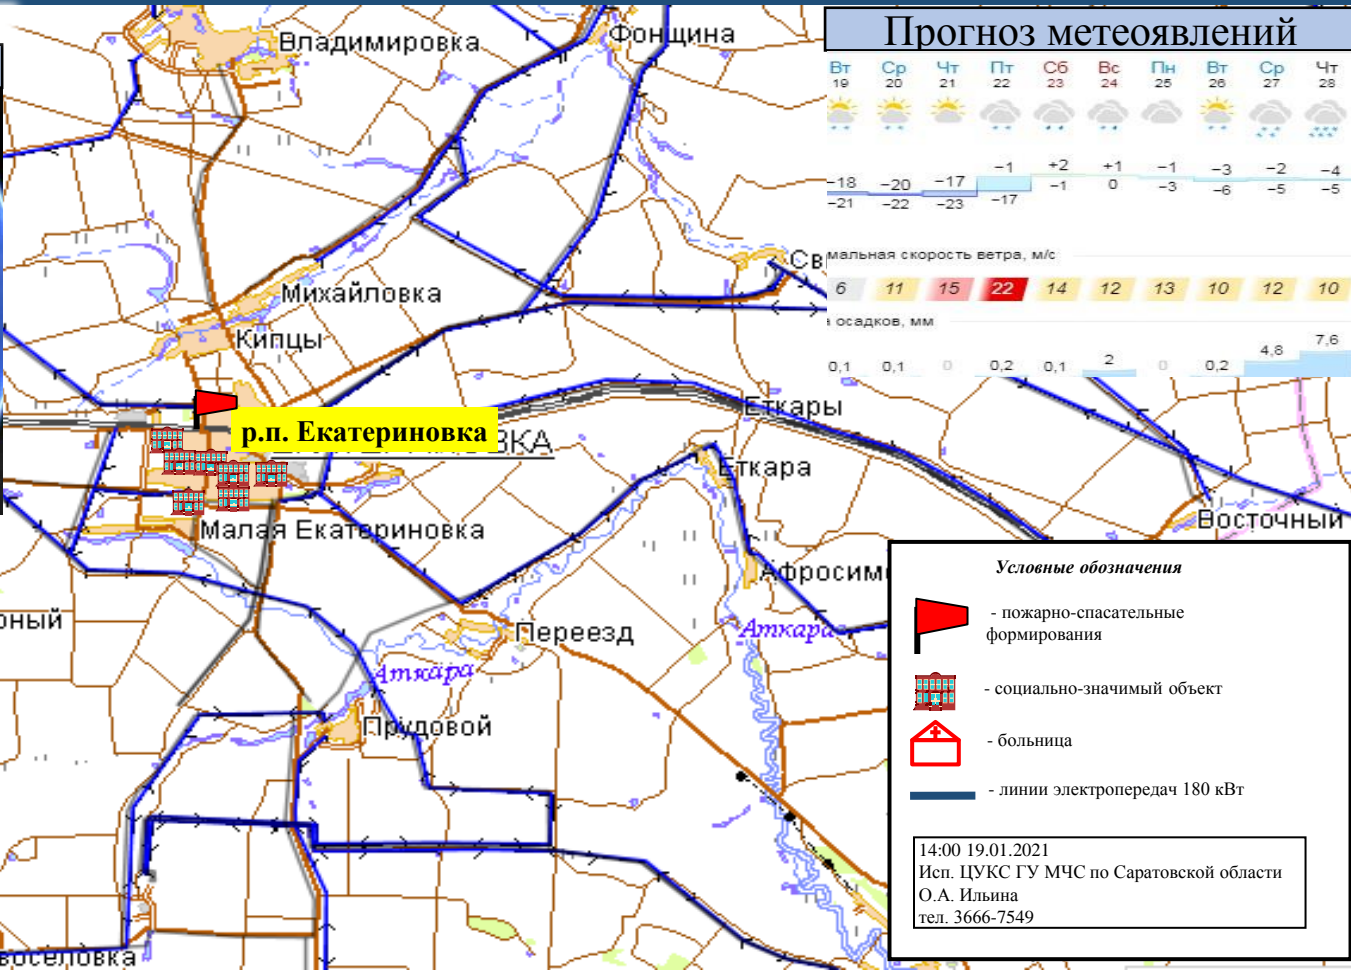 Прогноз метеоявлений
Вт Ср Чт Пт Сб Вс Пн Вт Ср Чт
19 20 21 22 23 24 25 26 27 28
-18 -20 -17 -1 +2 +1 -1 -3 -2 -4
-21 -22 -23 -17 -1 0 -3 -6 -5 -5
мальная скорость ветра, м/с
6 11 15 22 14 12 13 10 12 10
осадков, мм
0,1 0,1 0 0,2 0,1 2 0 0,2 4,8 7,6
Владимировка
Фонщина
Св
Михайловка
Кипцы
Еткары
р.п. Екатериновка
ВКА
Еткара
Малая Екатериновка
Восточный
Афросим
рный
Переезд
Аткара
Аткара
Прудовой
воселовка
Условные обозначения
- пожарно-спасательные
формирования
- социально-значимый объект
- больница
- линии электропередач 180 кВт
14:00 19.01.2021
Исп. ЦУКС ГУ МЧС по Саратовской области
О.А. Ильина
тел. 3666-7549